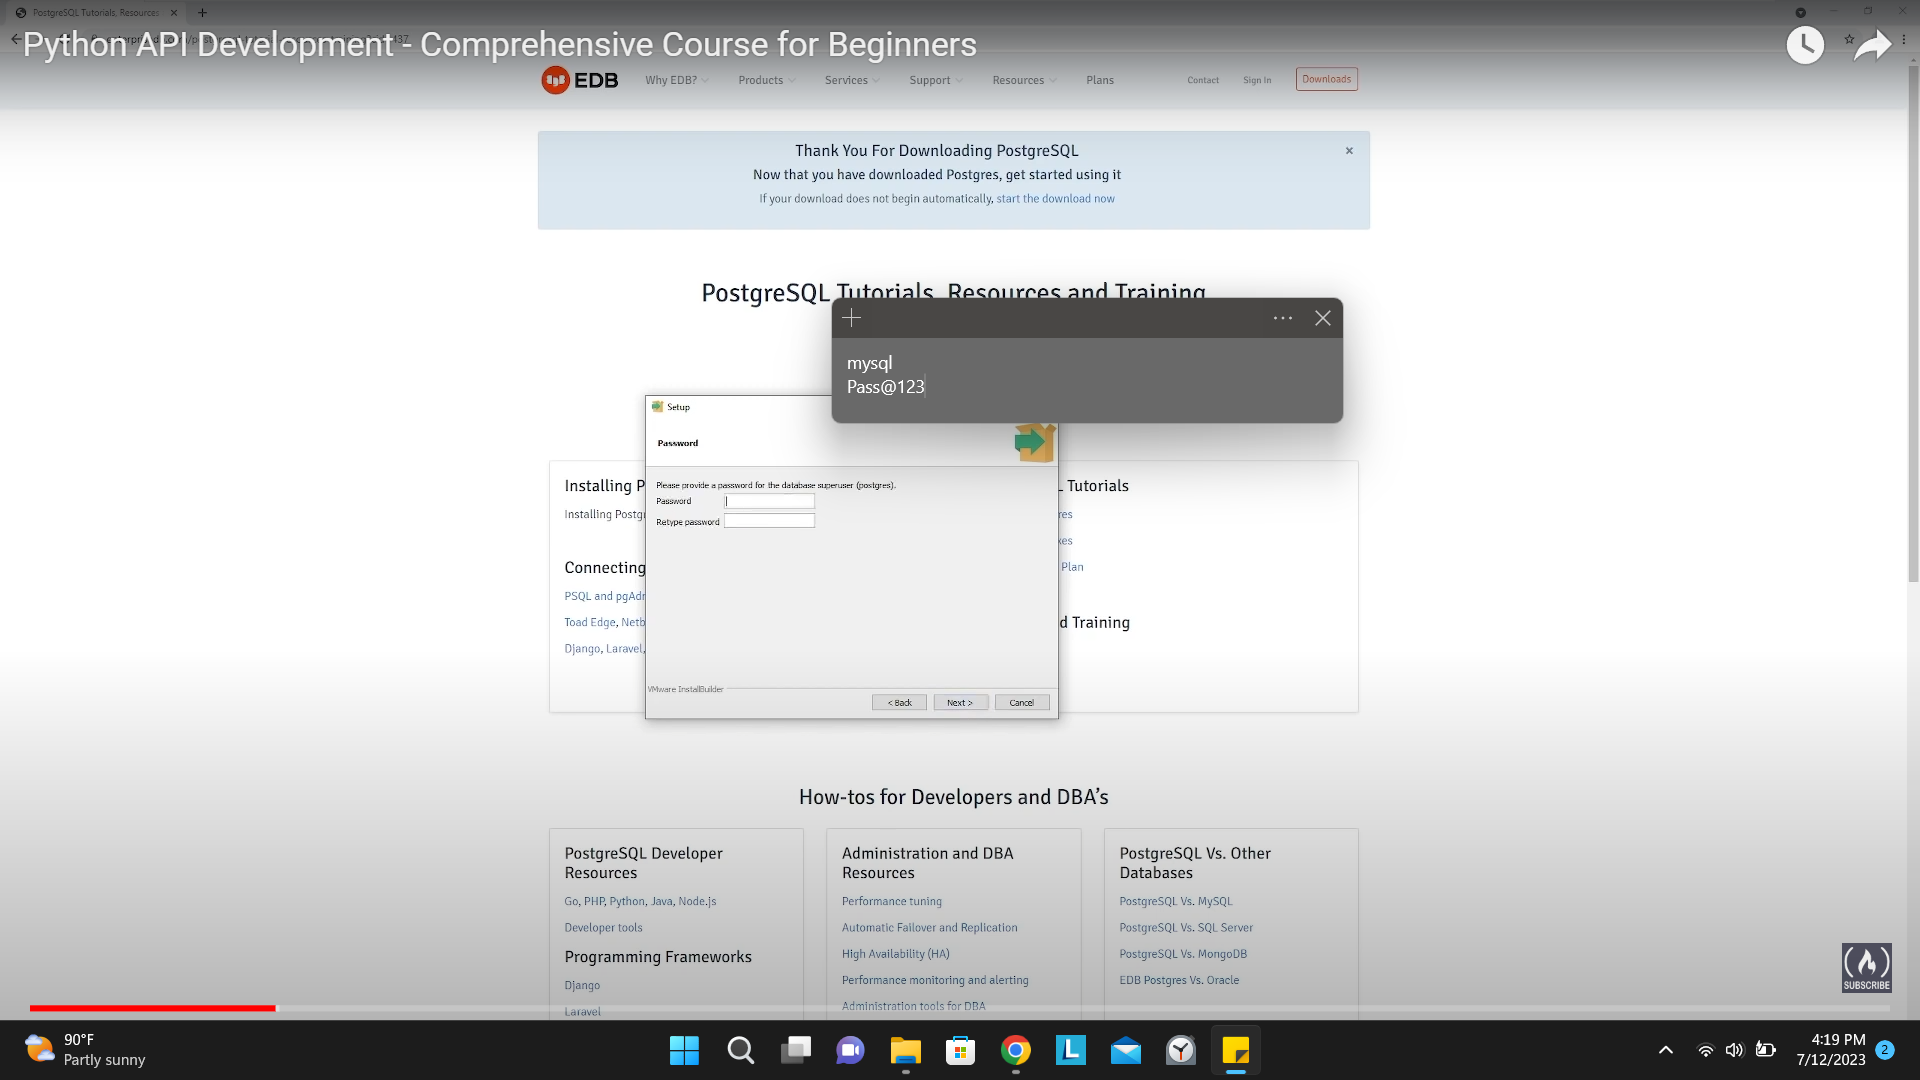 PostgreSQL Tutorials, Resources
Python API Development - Comprehensive Course for Beginners
EDB
Why EDB?
Products
Services
Support
Resources
Plans
Contact
Sign In
Downloads
Thank You For Downloading PostgreSQL
Now that you have downloaded Postgres, get started using it
If your download does not begin automatically, start the download now
PostgreSQL Tutorials, Resources and Training
mysql
Pass@123
Setup
Password
Please provide a password for the database superuser (postgres).
Password
Retype password
VMware InstallBuilder
< Back
Next >
Cancel
Installing
Installing
Connecting
PSQL and
Toad Edge,
Django, Laravel,
Tutorials
Plan
Training
How-tos for Developers and DBA's
PostgreSQL Developer
Resources
Go, PHP, Python, Java, Node.js
Developer tools
Programming Frameworks
Django
Laravel
Administration and DBA
Resources
Performance tuning
Automatic Failover and Replication
High Availability (HA)
Performance monitoring and alerting
Administration tools for DBA
PostgreSQL Vs. Other
Databases
PostgreSQL Vs. MySQL
PostgreSQL Vs. SQL Server
PostgreSQL Vs. MongoDB
EDB Postgres Vs. Oracle
SUBSCRIBE
90°F
Partly sunny
4:19 PM
7/12/2023
2